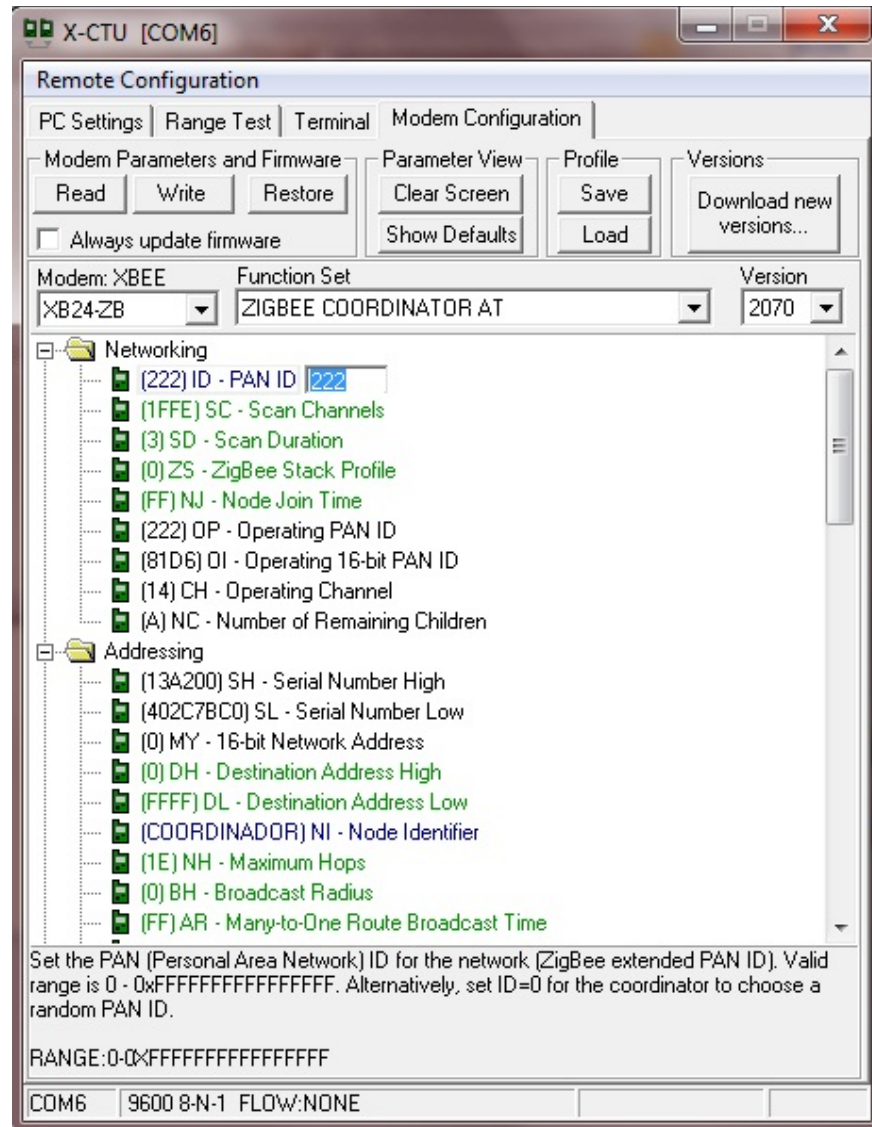 X-CTU [COM6]
Remote Configuration
PC Settings Range Test Terminal Modem Configuration
Modem Parameters and Firmware Parameter View Profile Versions
Read Write Restore Clear Screen Save Download new versions...
Always update firmware Show Defaults Load
Modem: XBEE Function Set Version
XB24-ZB ZIGBEE COORDINATOR AT 2070
Networking
(222) ID - PAN ID 222
(1FFE) SC - Scan Channels
(3) SD - Scan Duration
(0) ZS - ZigBee Stack Profile
(FF) NJ - Node Join Time
(222) OP - Operating PAN ID
(81D6) OI - Operating 16-bit PAN ID
(14) CH - Operating Channel
(A) NC - Number of Remaining Children
Addressing
(13A200) SH - Serial Number High
(402C7BC0) SL - Serial Number Low
(0) MY - 16-bit Network Address
(0) DH - Destination Address High
(FFFF) DL - Destination Address Low
(COORDINADOR) NI - Node Identifier
(1E) NH - Maximum Hops
(0) BH - Broadcast Radius
(FF) AR - Many-to-One Route Broadcast Time
Set the PAN (Personal Area Network) ID for the network (ZigBee extended PAN ID). Valid
range is 0 - 0xFFFFFFFFFFFFFFFF. Alternatively, set ID=0 for the coordinator to choose a
random PAN ID.
RANGE:0-0XFFFFFFFFFFFFFFFF
COM6 9600 8-N-1 FLOW:NONE